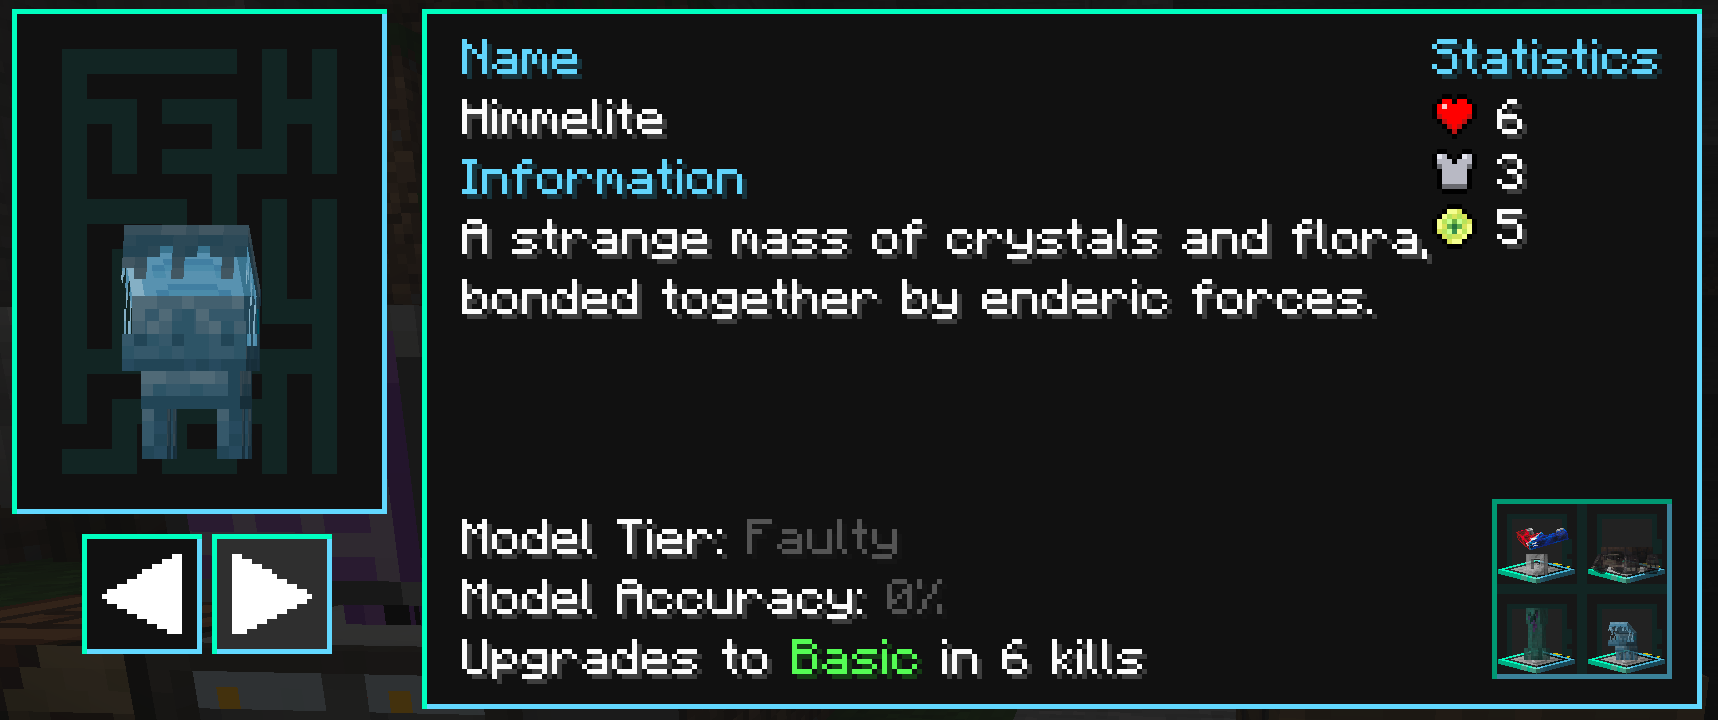 Name
Himmelite
Information
A strange mass of crystals and flora,
bonded together by enderic forces.
Statistics
6
3
5
Model Tier: Faulty
Model Accuracy: 0%
Upgrades to Basic in 6 kills